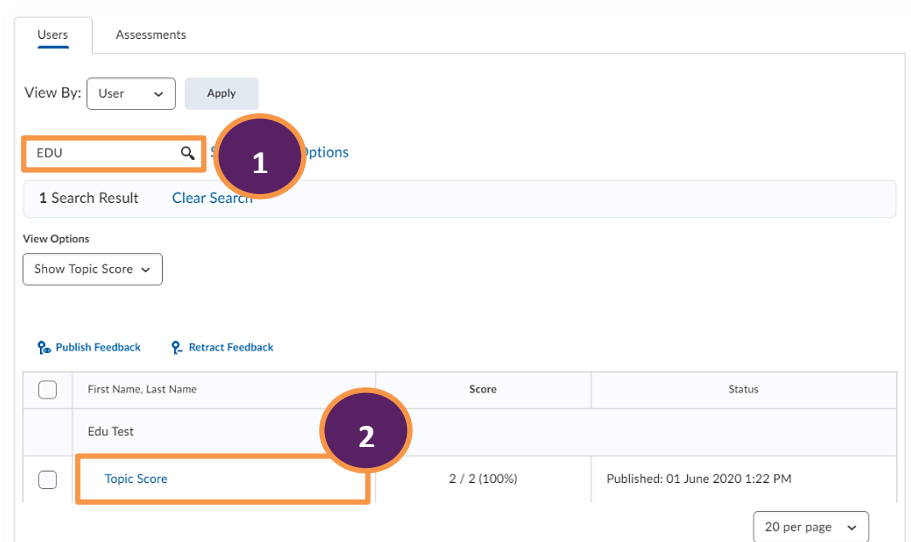 Users Assessments
View By: User Apply
EDU 1 Options
1 Search Result Clear Search
View Options
Show Topic Score
Publish Feedback Retract Feedback
First Name, Last Name Score Status
Edu Test 2
Topic Score 2 / 2 (100%) Published: 01 June 2020 1:22 PM
20 per page